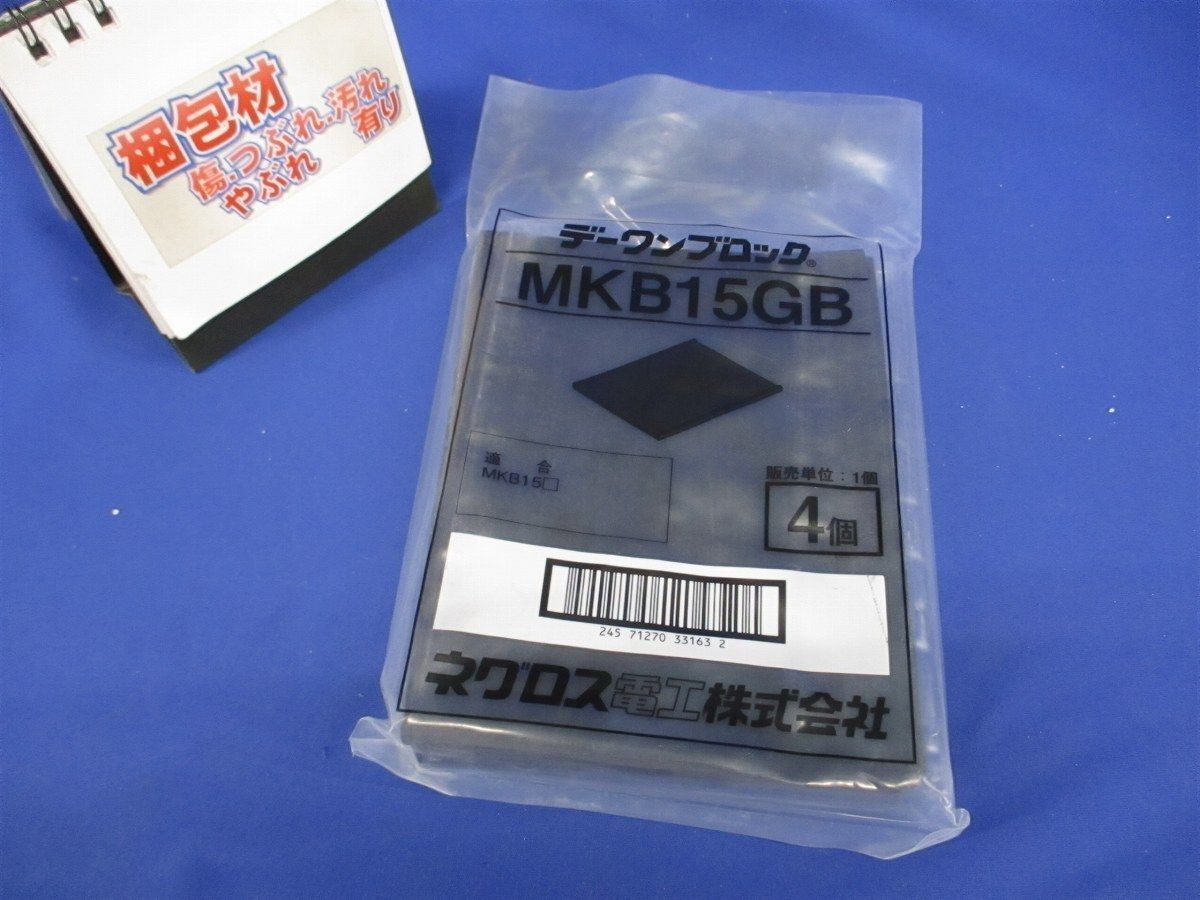 梱包材
傷.つぶれ.汚れ
やぶれ 有り
デーワンブロック®
MKB15GB
適 合
MKB15□
販売単位:1個
4個
245 71270 33163 2
ネグロス電工株式会社